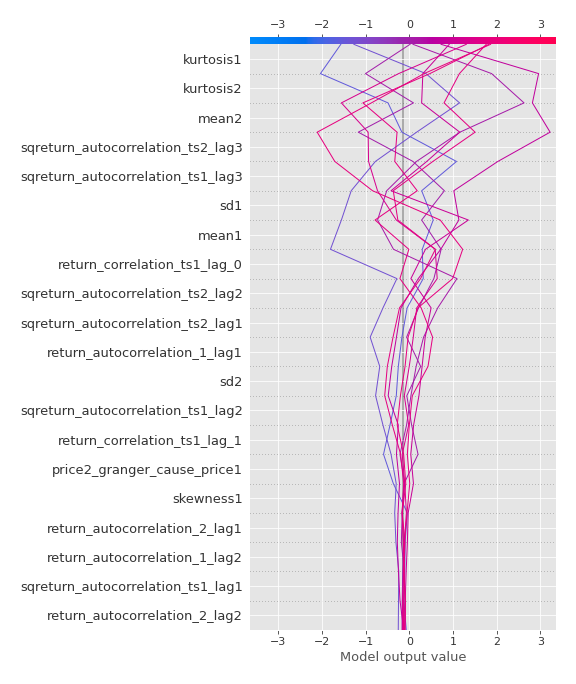 −3 −2 −1 0 1 2 3
kurtosis1
kurtosis2
mean2
sqreturn_autocorrelation_ts2_lag3
sqreturn_autocorrelation_ts1_lag3
sd1
mean1
return_correlation_ts1_lag_0
sqreturn_autocorrelation_ts2_lag2
sqreturn_autocorrelation_ts2_lag1
return_autocorrelation_1_lag1
sd2
sqreturn_autocorrelation_ts1_lag2
return_correlation_ts1_lag_1
price2_granger_cause_price1
skewness1
return_autocorrelation_2_lag1
return_autocorrelation_1_lag2
sqreturn_autocorrelation_ts1_lag1
return_autocorrelation_2_lag2
−3 −2 −1 0 1 2 3
Model output value